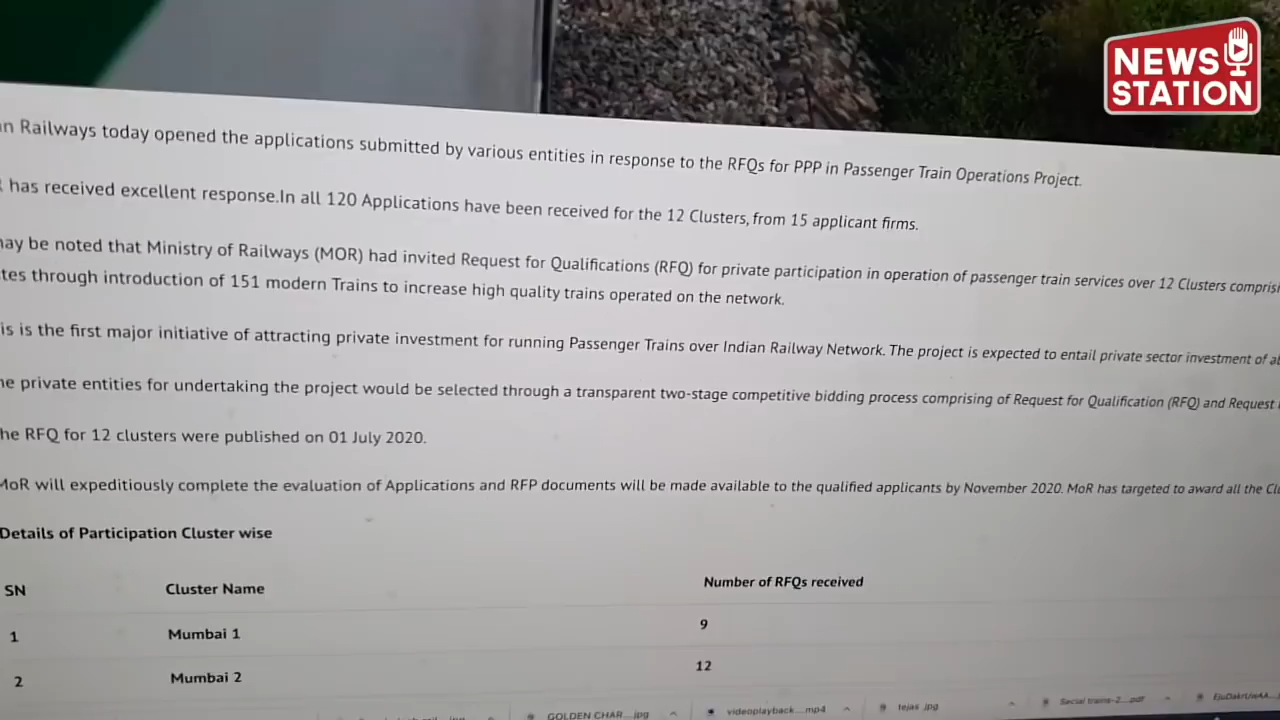 NEWS
STATION
n Railways today opened the applications submitted by various entities in response to the RFQs for PPP in Passenger Train Operations Project.
has received excellent response.In all 120 Applications have been received for the 12 Clusters, from 15 applicant firms.
may be noted that Ministry of Railways (MOR) had invited Request for Qualifications (RFQ) for private participation in operation of passenger train services over 12 Clusters comprisi
tes through introduction of 151 modern Trains to increase high quality trains operated on the network.
is is the first major initiative of attracting private investment for running Passenger Trains over Indian Railway Network. The project is expected to entail private sector investment of a
he private entities for undertaking the project would be selected through a transparent two-stage competitive bidding process comprising of Request for Qualification (RFQ) and Request
he RFQ for 12 clusters were published on 01 July 2020.
MoR will expeditiously complete the evaluation of Applications and RFP documents will be made available to the qualified applicants by November 2020. MoR has targeted to award all the Cl
Details of Participation Cluster wise
SN Cluster Name Number of RFQs received
1 Mumbai 1 9
2 Mumbai 2 12
GOLDEN CHAR....jpg videoplayback....mp4 tejas .jpg Secial trains-2....pdf